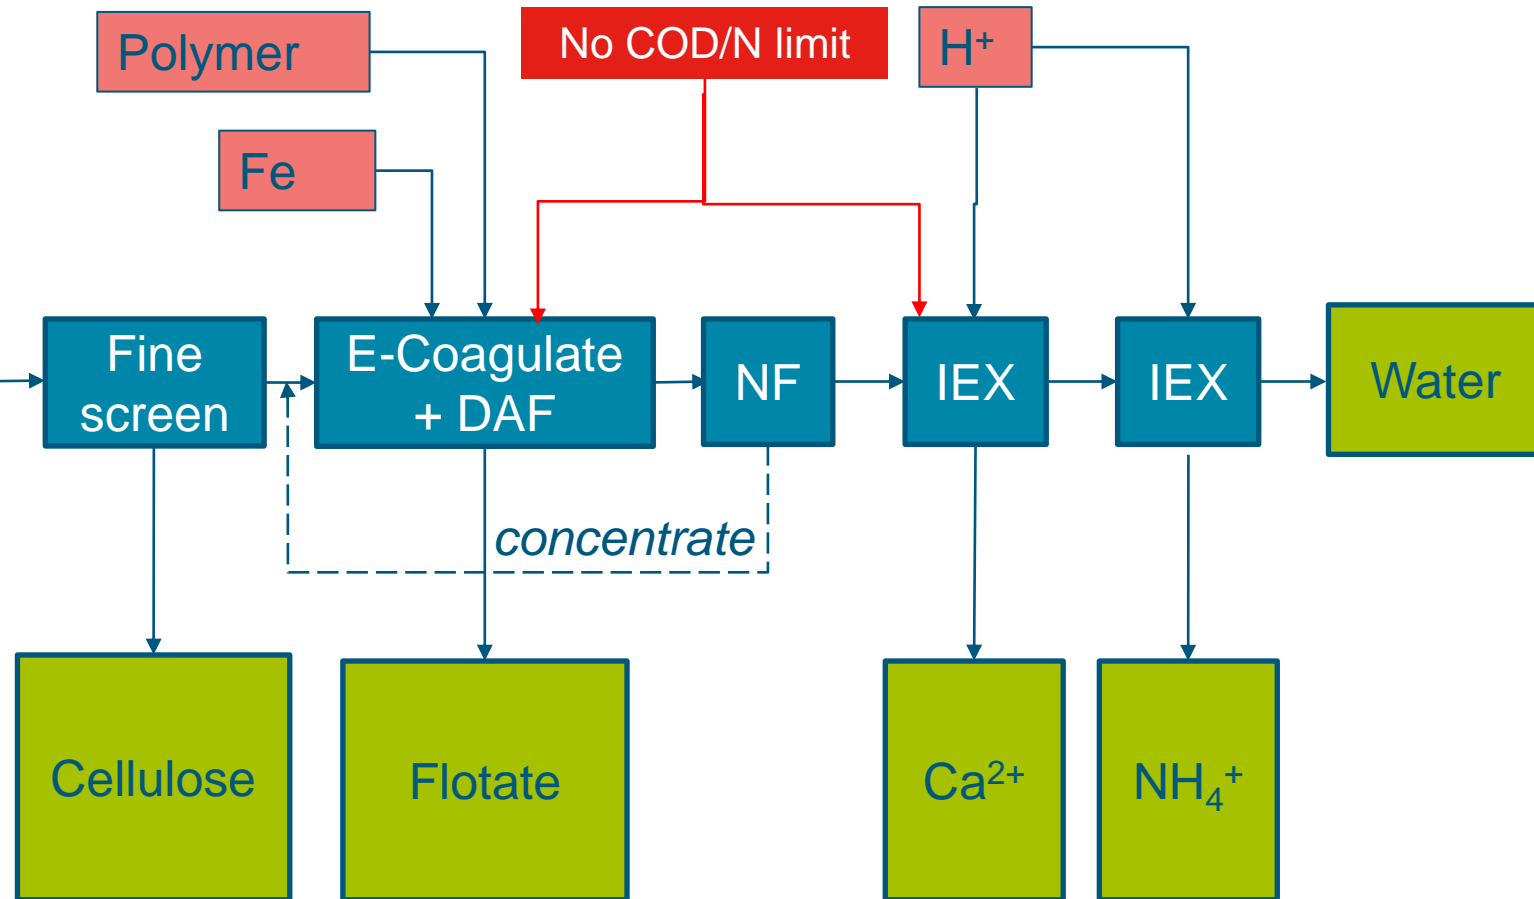 Polymer
No COD/N limit
H⁺
Fe
Fine
screen
E-Coagulate
+ DAF
NF
IEX
IEX
Water
concentrate
Cellulose
Flotate
Ca²⁺
NH₄⁺